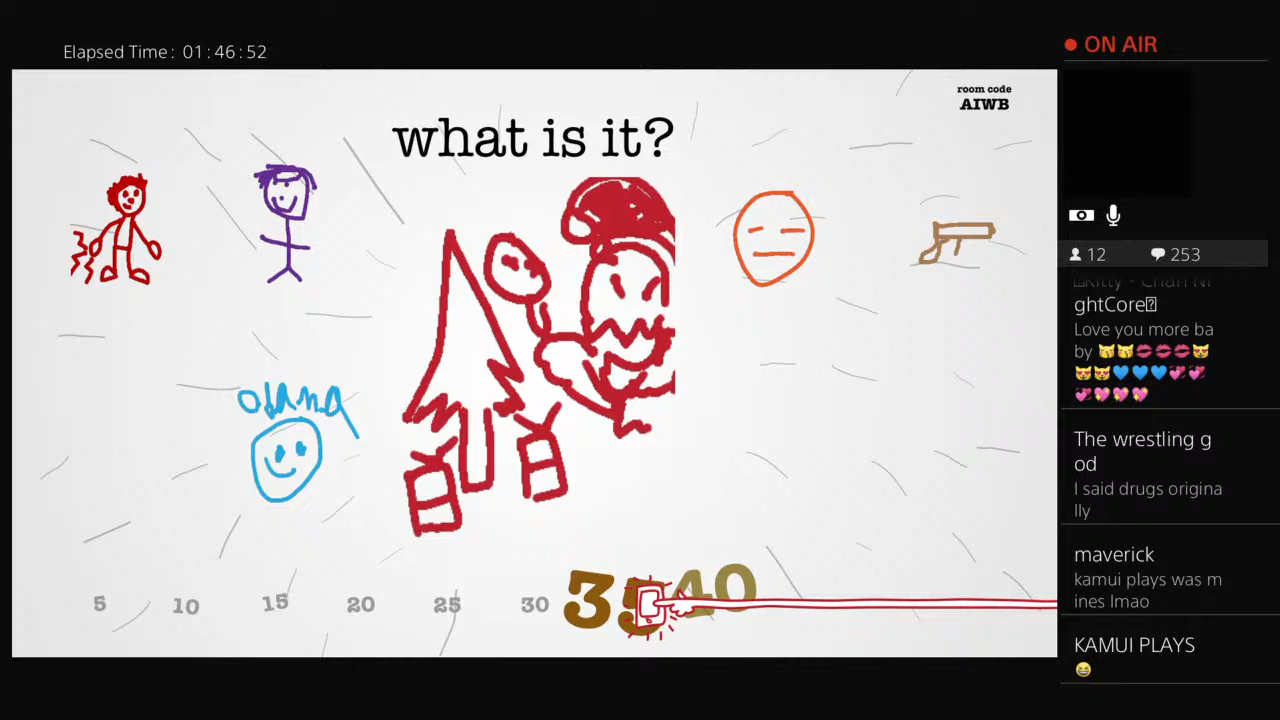 Elapsed Time: 01:46:52
ON AIR
room code
AIWB
what is it?
12
253
ghtCore
Love you more ba
by 😽😽💋💋💋😻
😻😻💙💙💙💞💞
💞💖💖💖
The wrestling g
od
I said drugs origina
lly
maverick
kamui plays was m
ines lmao
KAMUI PLAYS
😆
5 10 15 20 25 30 35 40